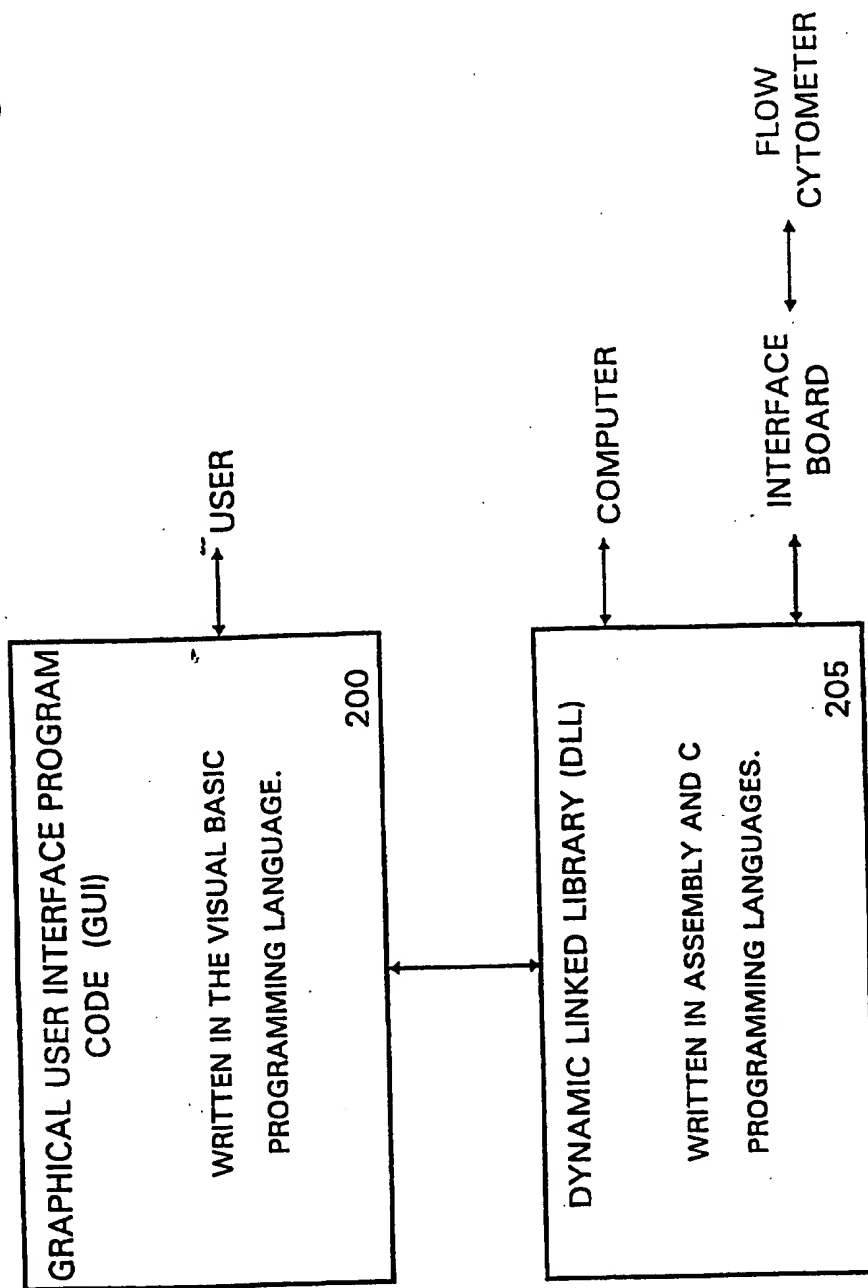 GRAPHICAL USER INTERFACE PROGRAM
CODE (GUI)
WRITTEN IN THE VISUAL BASIC
PROGRAMMING LANGUAGE.
200
USER
DYNAMIC LINKED LIBRARY (DLL)
WRITTEN IN ASSEMBLY AND C
PROGRAMMING LANGUAGES.
205
COMPUTER
INTERFACE
BOARD
FLOW
CYTOMETER